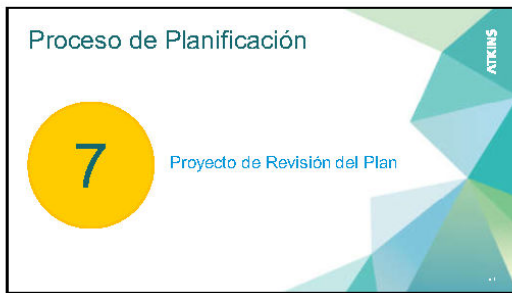 Proceso de Planificación
ATKINS
7
Proyecto de Revisión del Plan